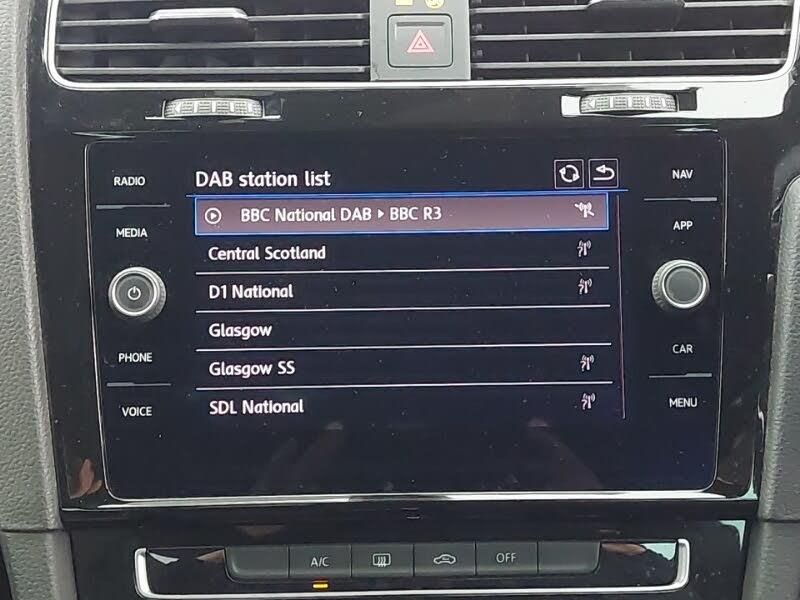 RADIO
MEDIA
PHONE
VOICE
DAB station list
BBC National DAB ▸ BBC R3
Central Scotland
D1 National
Glasgow
Glasgow SS
SDL National
NAV
APP
CAR
MENU
A/C
OFF